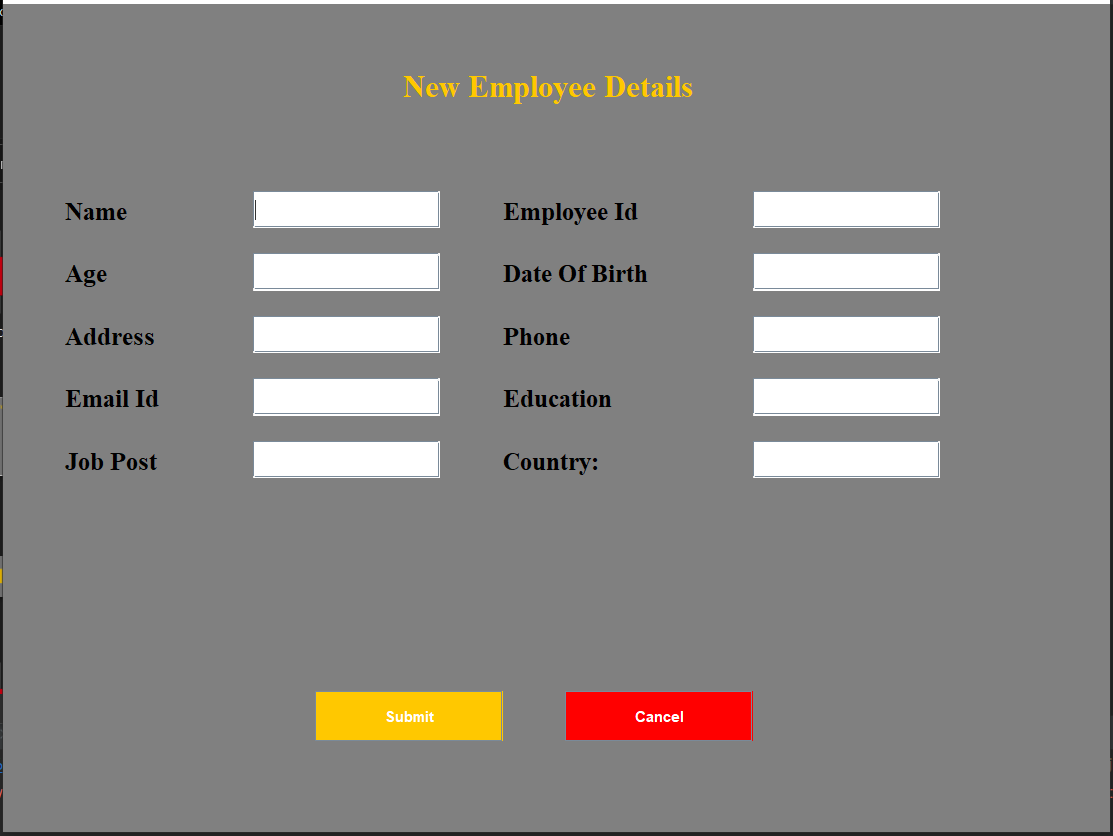 New Employee Details
Name Employee Id
Age Date Of Birth
Address Phone
Email Id Education
Job Post Country:
Submit Cancel